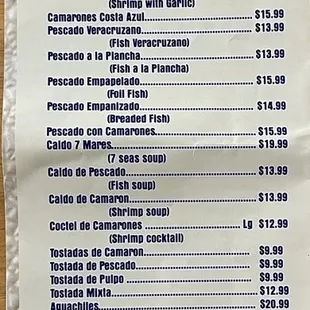 (Shrimp with Garlic)
Camarones Costa Azul.............................$15.99
Pescado Veracruzano............................$13.99
(Fish Veracruzano)
Pescado a la Plancha............................$13.99
(Fish a la Plancha)
Pescado Empapelado.............................$15.99
(Foil Fish)
Pescado Empanizado.............................$14.99
(Breaded Fish)
Pescado con Camarones..........................$15.99
Caldo 7 Mares.....................................$19.99
(7 seas soup)
Caldo de Pescado.................................$13.99
(Fish soup)
Caldo de Camaron.................................$13.99
(Shrimp soup)
Coctel de Camarones ......................... Lg $12.99
(Shrimp cocktail)
Tostadas de Camaron............................. $9.99
Tostada de Pescado............................... $9.99
Tostada de Pulpo ................................. $9.99
Tostada Mixta.....................................$12.99
Aguachiles.........................................$20.99